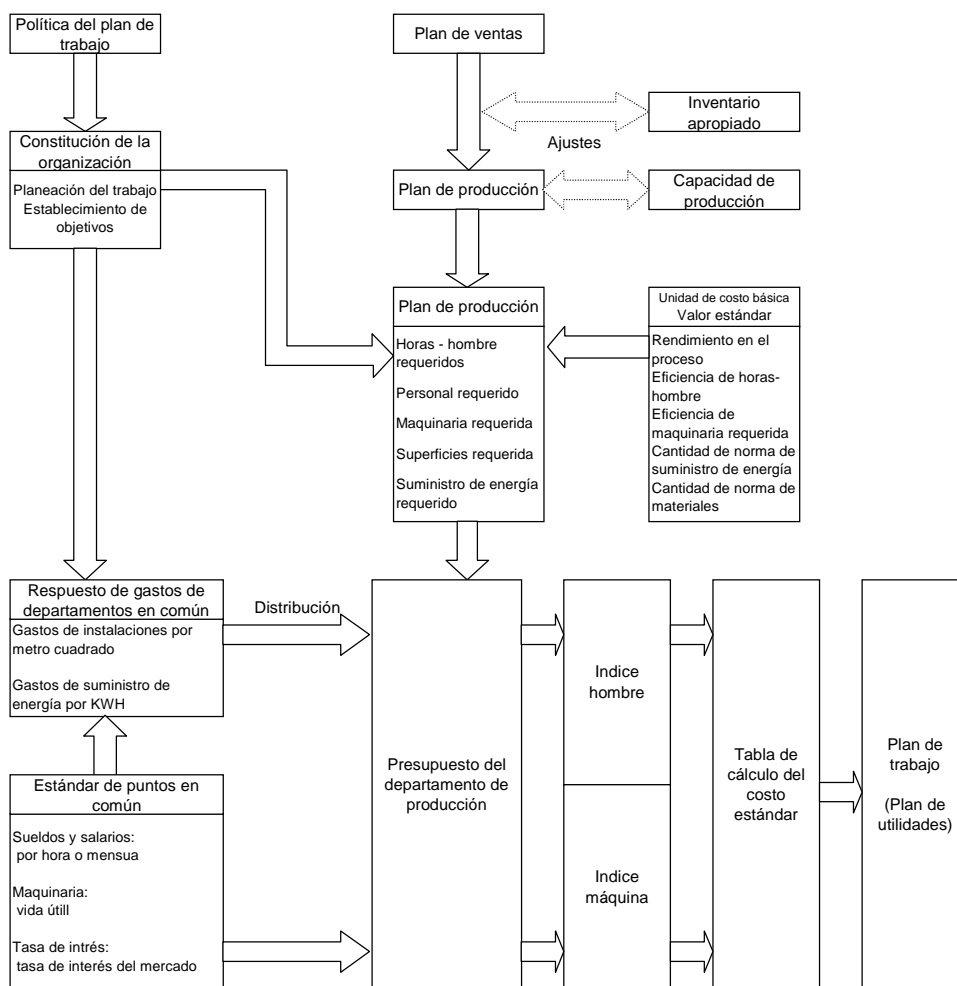 Política del plan de
trabajo
Plan de ventas
Inventario
apropiado
Ajustes
Constitución de la
organización
Planeación del trabajo
Establecimiento de
objetivos
Plan de producción
Capacidad de
producción
Plan de producción
Horas - hombre
requeridos
Personal requerido
Maquinaria requerida
Superficies requerida
Suministro de energía
requerido
Unidad de costo básica
Valor estándar
Rendimiento en el
proceso
Eficiencia de horas-
hombre
Eficiencia de
maquinaria requerida
Cantidad de norma de
suministro de energía
Cantidad de norma de
materiales
Respuesto de gastos de
departamentos en común
Gastos de instalaciones por
metro cuadrado
Gastos de suministro de
energía por KWH
Distribución
Estándar de puntos en
común
Sueldos y salarios:
por hora o mensua
Maquinaria:
vida útill
Tasa de intrés:
tasa de interés del mercado
Presupuesto del
departamento de
producción
Indice
hombre
Indice
máquina
Tabla de
cálculo del
costo
estándar
Plan de
trabajo
(Plan de
utilidades)